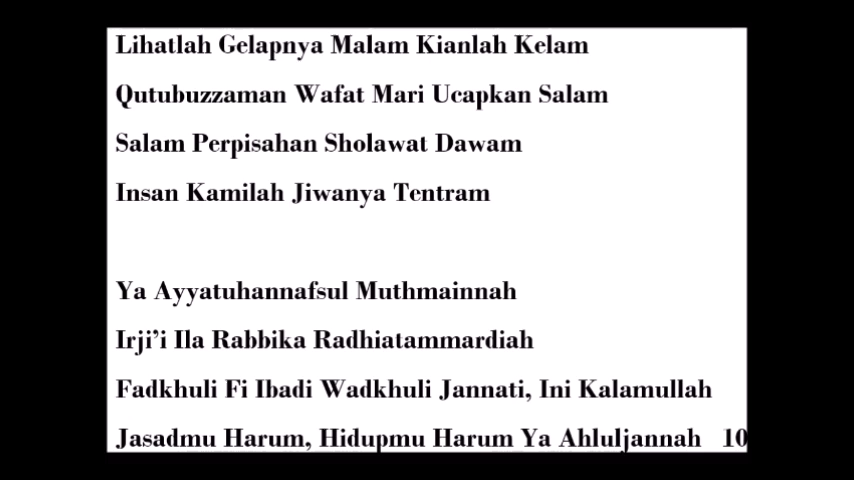 Lihatlah Gelapnya Malam Kianlah Kelam
Qutubuzzaman Wafat Mari Ucapkan Salam
Salam Perpisahan Sholawat Dawam
Insan Kamilah Jiwanya Tentram
Ya Ayyatuhannafsul Muthmainnah
Irji’i Ila Rabbika Radhiatammardiah
Fadkhuli Fi Ibadi Wadkhuli Jannati, Ini Kalamullah
Jasadmu Harum, Hidupmu Harum Ya Ahluljannah 10